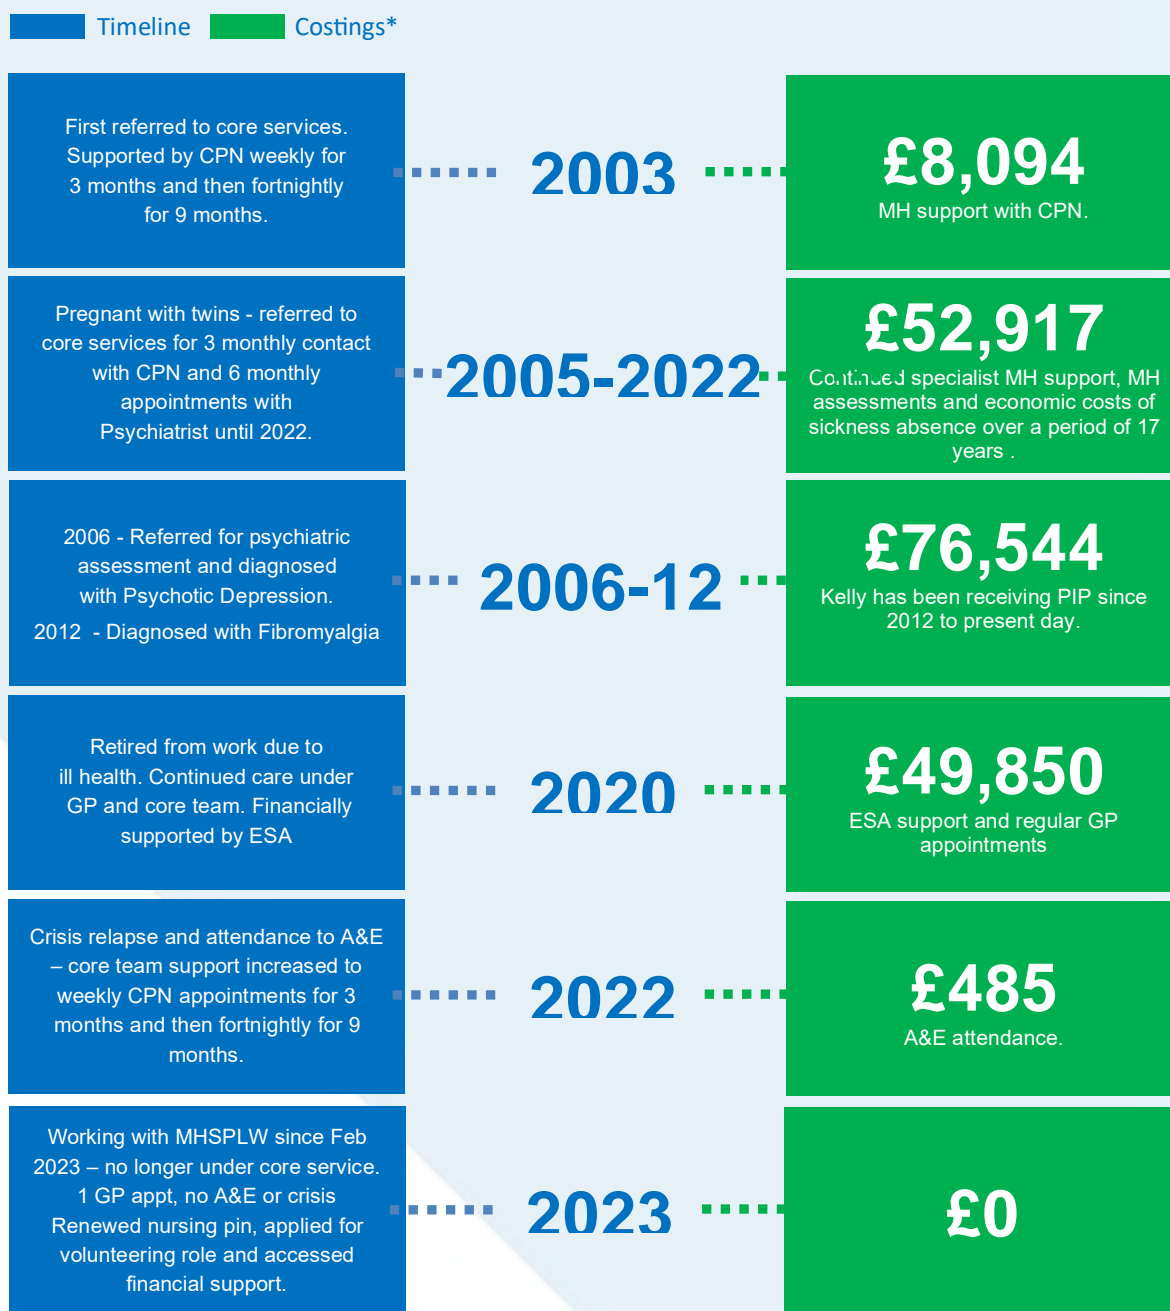 Timeline Costings*
First referred to core services.
Supported by CPN weekly for
3 months and then fortnightly
for 9 months.
2003
£8,094
MH support with CPN.
Pregnant with twins - referred to
core services for 3 monthly contact
with CPN and 6 monthly
appointments with
Psychiatrist until 2022.
2005-2022
£52,917
Continued specialist MH support, MH
assessments and economic costs of
sickness absence over a period of 17
years .
2006 - Referred for psychiatric
assessment and diagnosed
with Psychotic Depression.
2012 - Diagnosed with Fibromyalgia
2006-12
£76,544
Kelly has been receiving PIP since
2012 to present day.
Retired from work due to
ill health. Continued care under
GP and core team. Financially
supported by ESA
2020
£49,850
ESA support and regular GP
appointments
Crisis relapse and attendance to A&E
– core team support increased to
weekly CPN appointments for 3
months and then fortnightly for 9
months.
2022
£485
A&E attendance.
Working with MHSPLW since Feb
2023 – no longer under core service.
1 GP appt, no A&E or crisis
Renewed nursing pin, applied for
volunteering role and accessed
financial support.
2023
£0